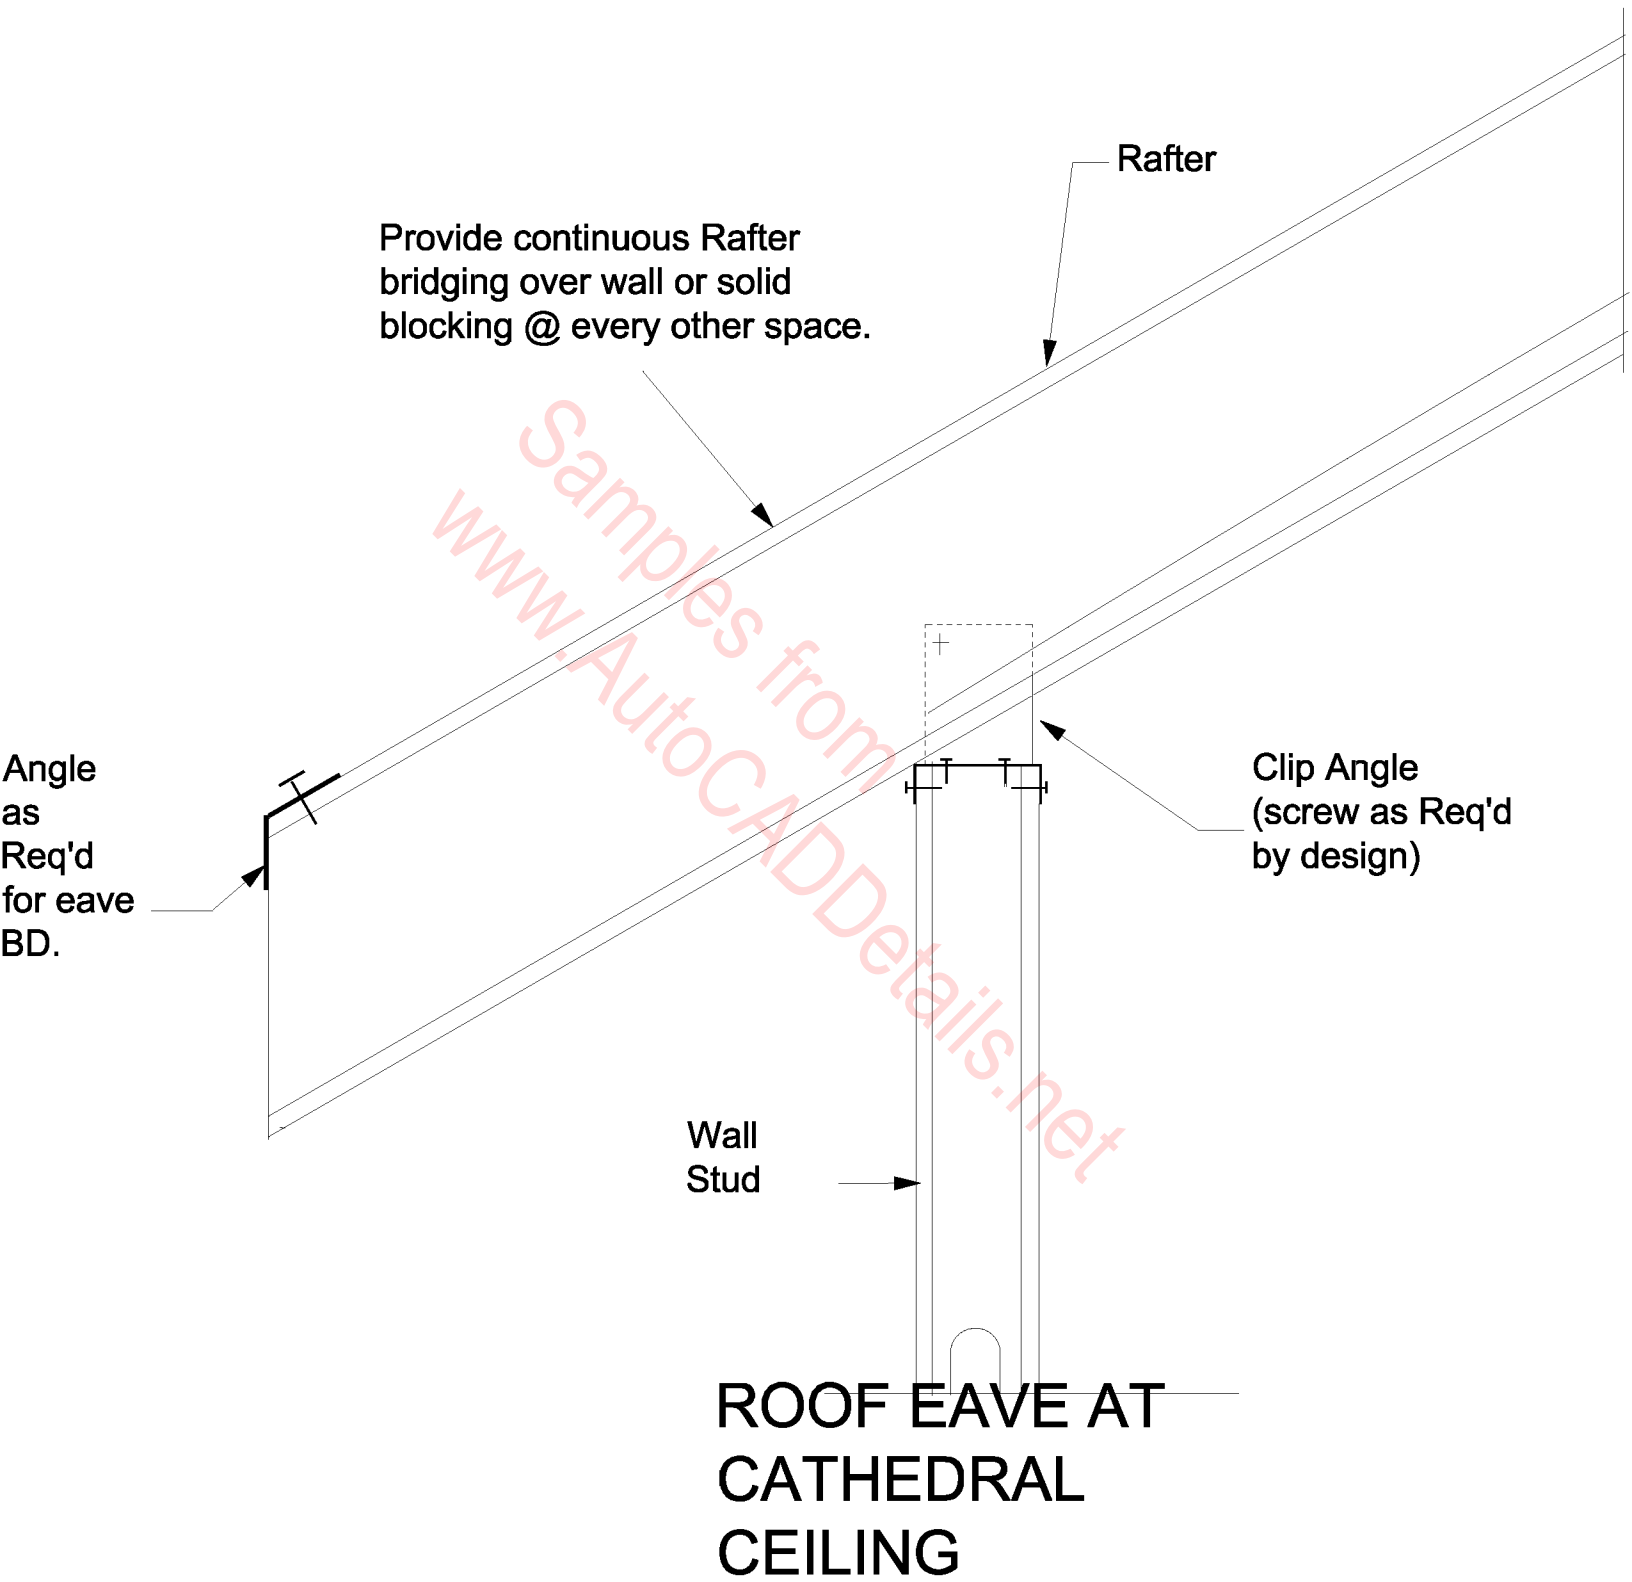 Rafter
Provide continuous Rafter
bridging over wall or solid
blocking @ every other space.
Samples from
www.AutoCADDetails.net
Angle
as
Req'd
for eave
BD.
Clip Angle
(screw as Req'd
by design)
Wall
Stud
ROOF EAVE AT
CATHEDRAL
CEILING